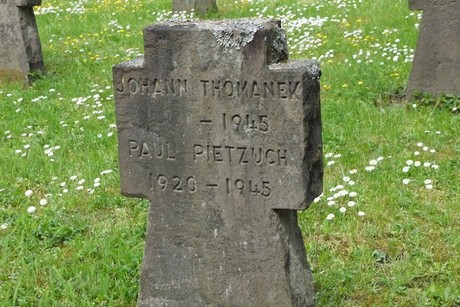 JOHANN THOMANEK
- 1945
PAUL PIETZUCH
1920 - 1945